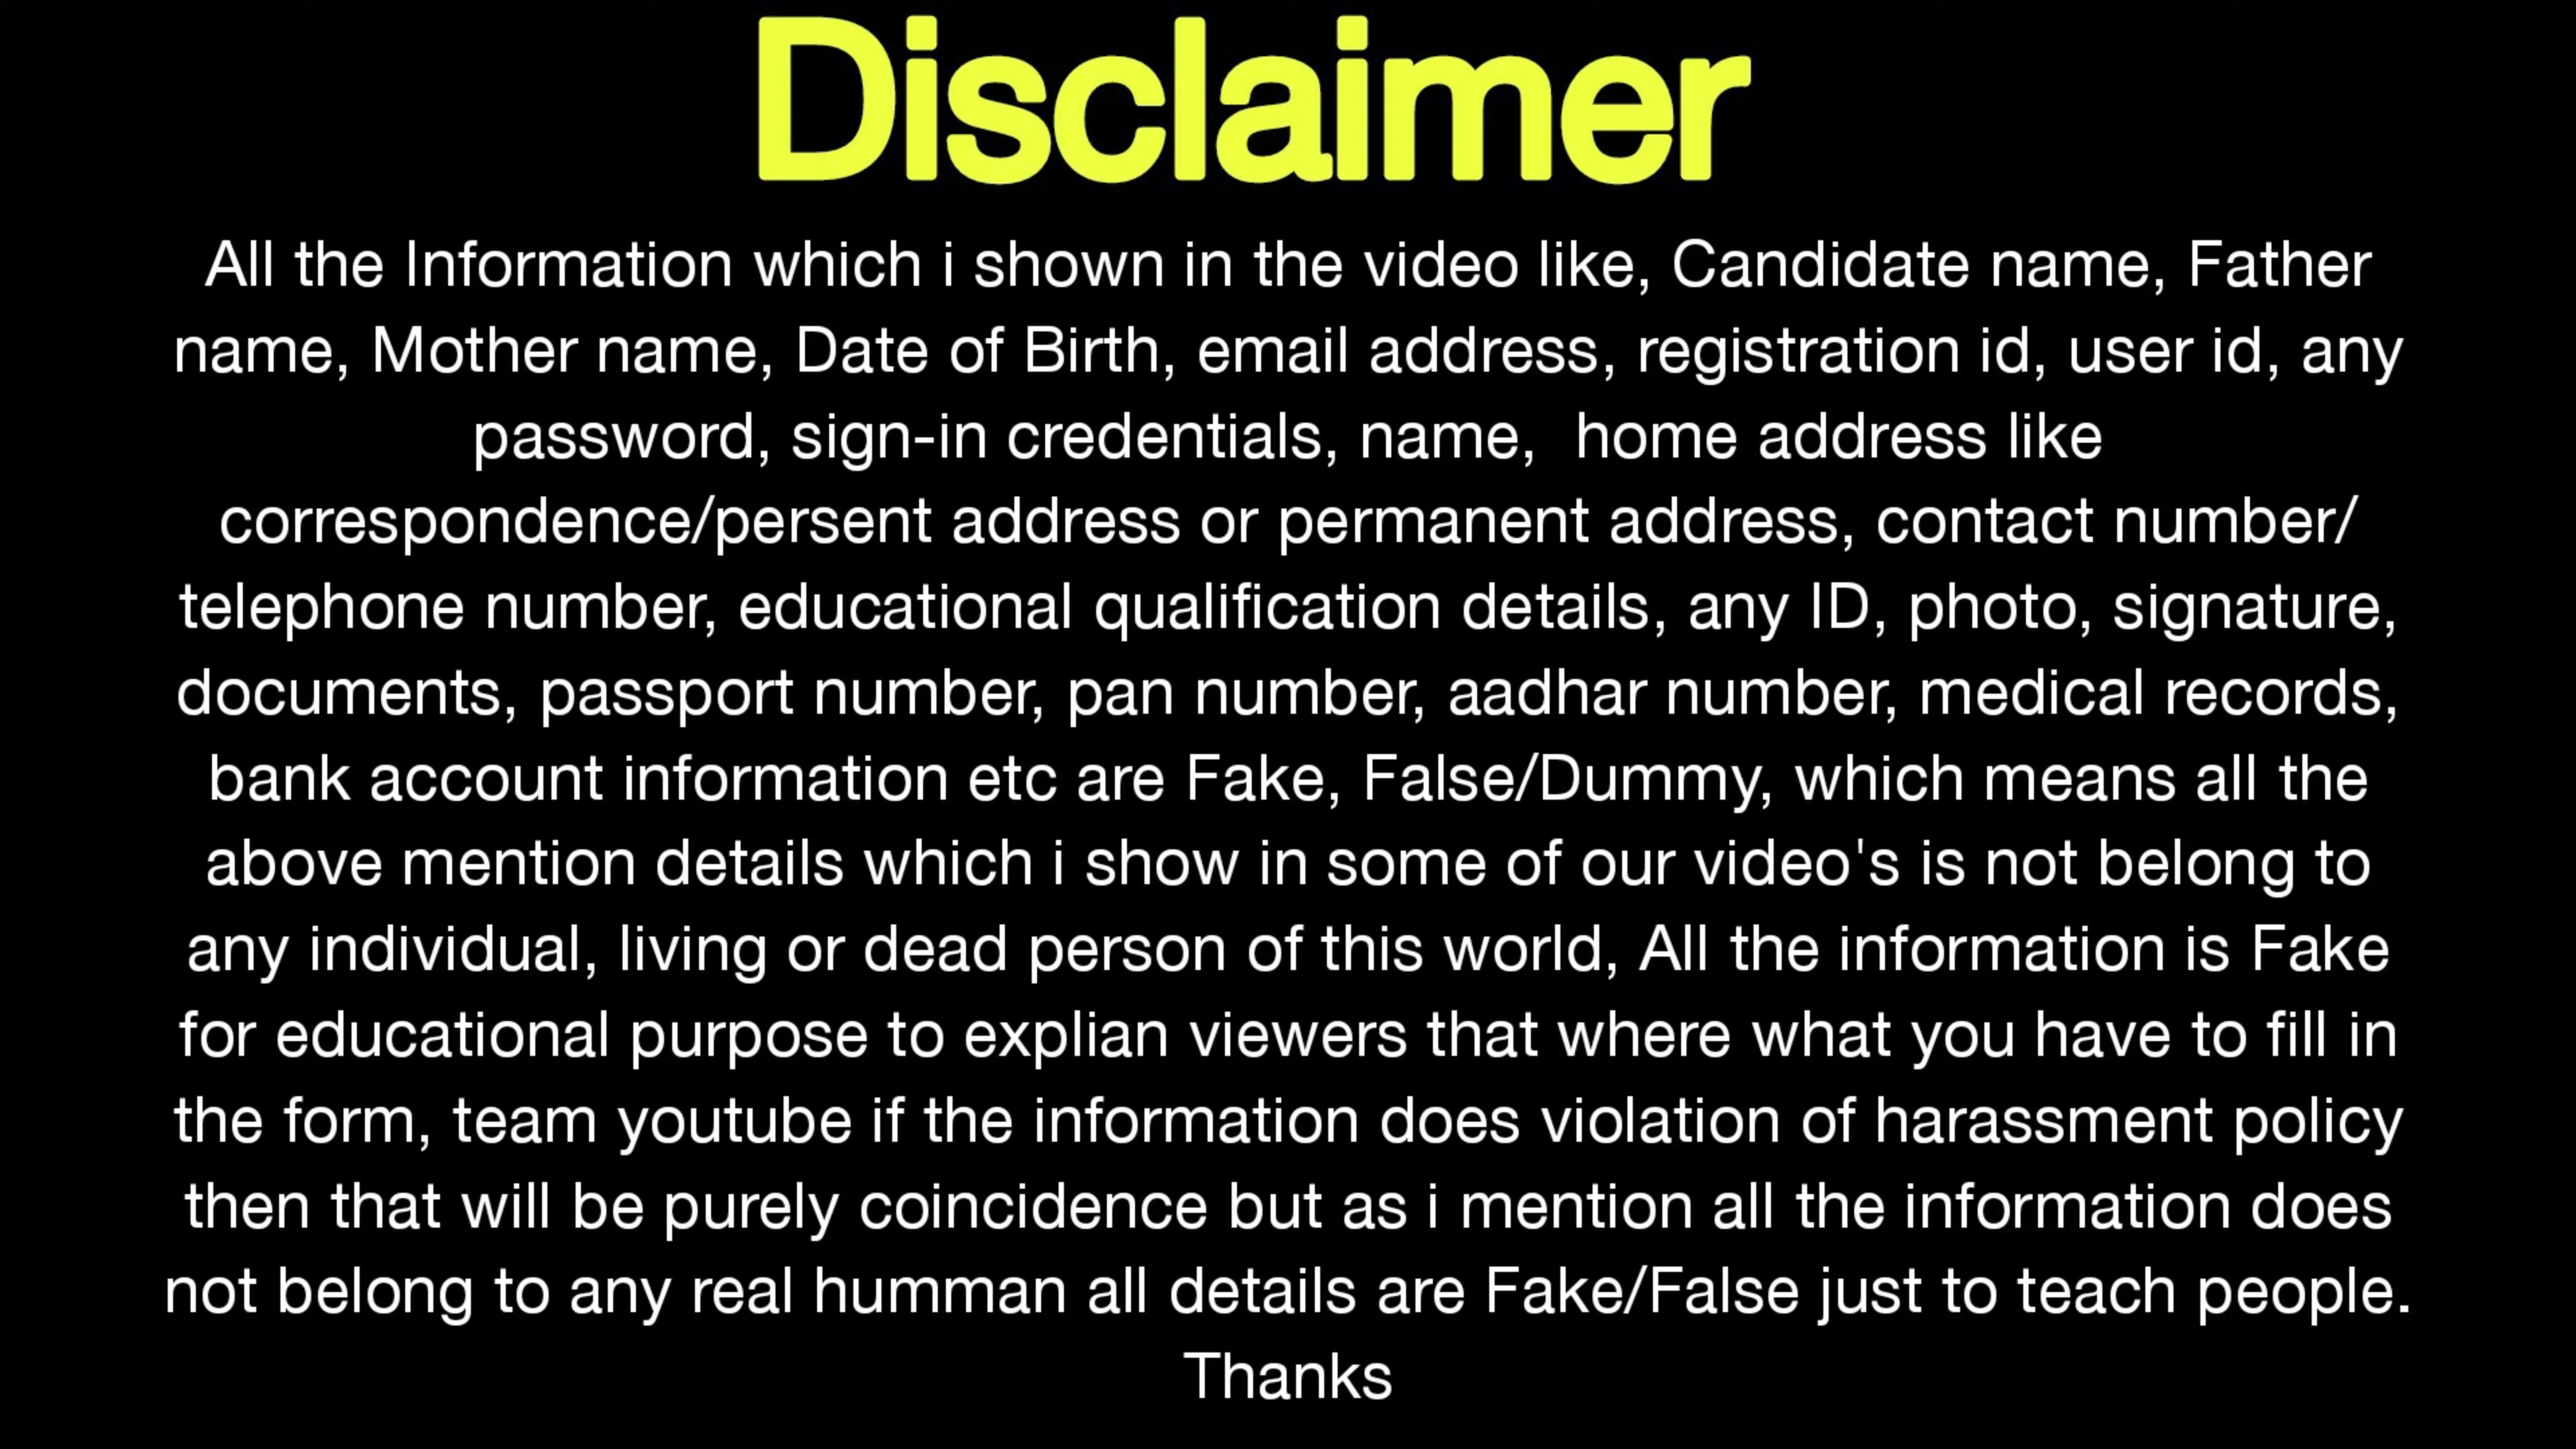 Disclaimer
All the Information which i shown in the video like, Candidate name, Father
name, Mother name, Date of Birth, email address, registration id, user id, any
password, sign-in credentials, name,  home address like
correspondence/persent address or permanent address, contact number/
telephone number, educational qualification details, any ID, photo, signature,
documents, passport number, pan number, aadhar number, medical records,
bank account information etc are Fake, False/Dummy, which means all the
above mention details which i show in some of our video's is not belong to
any individual, living or dead person of this world, All the information is Fake
for educational purpose to explian viewers that where what you have to fill in
the form, team youtube if the information does violation of harassment policy
then that will be purely coincidence but as i mention all the information does
not belong to any real humman all details are Fake/False just to teach people.
Thanks